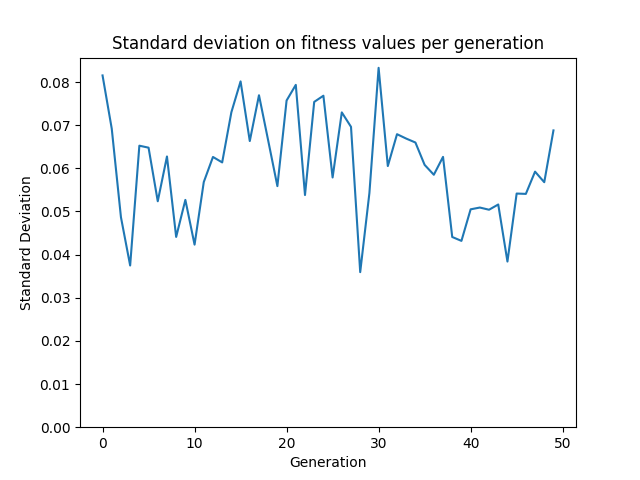 Standard deviation on fitness values per generation
0.08
0.07
0.06
0.05
0.04
0.03
0.02
0.01
0.00
Standard Deviation
0 10 20 30 40 50
Generation